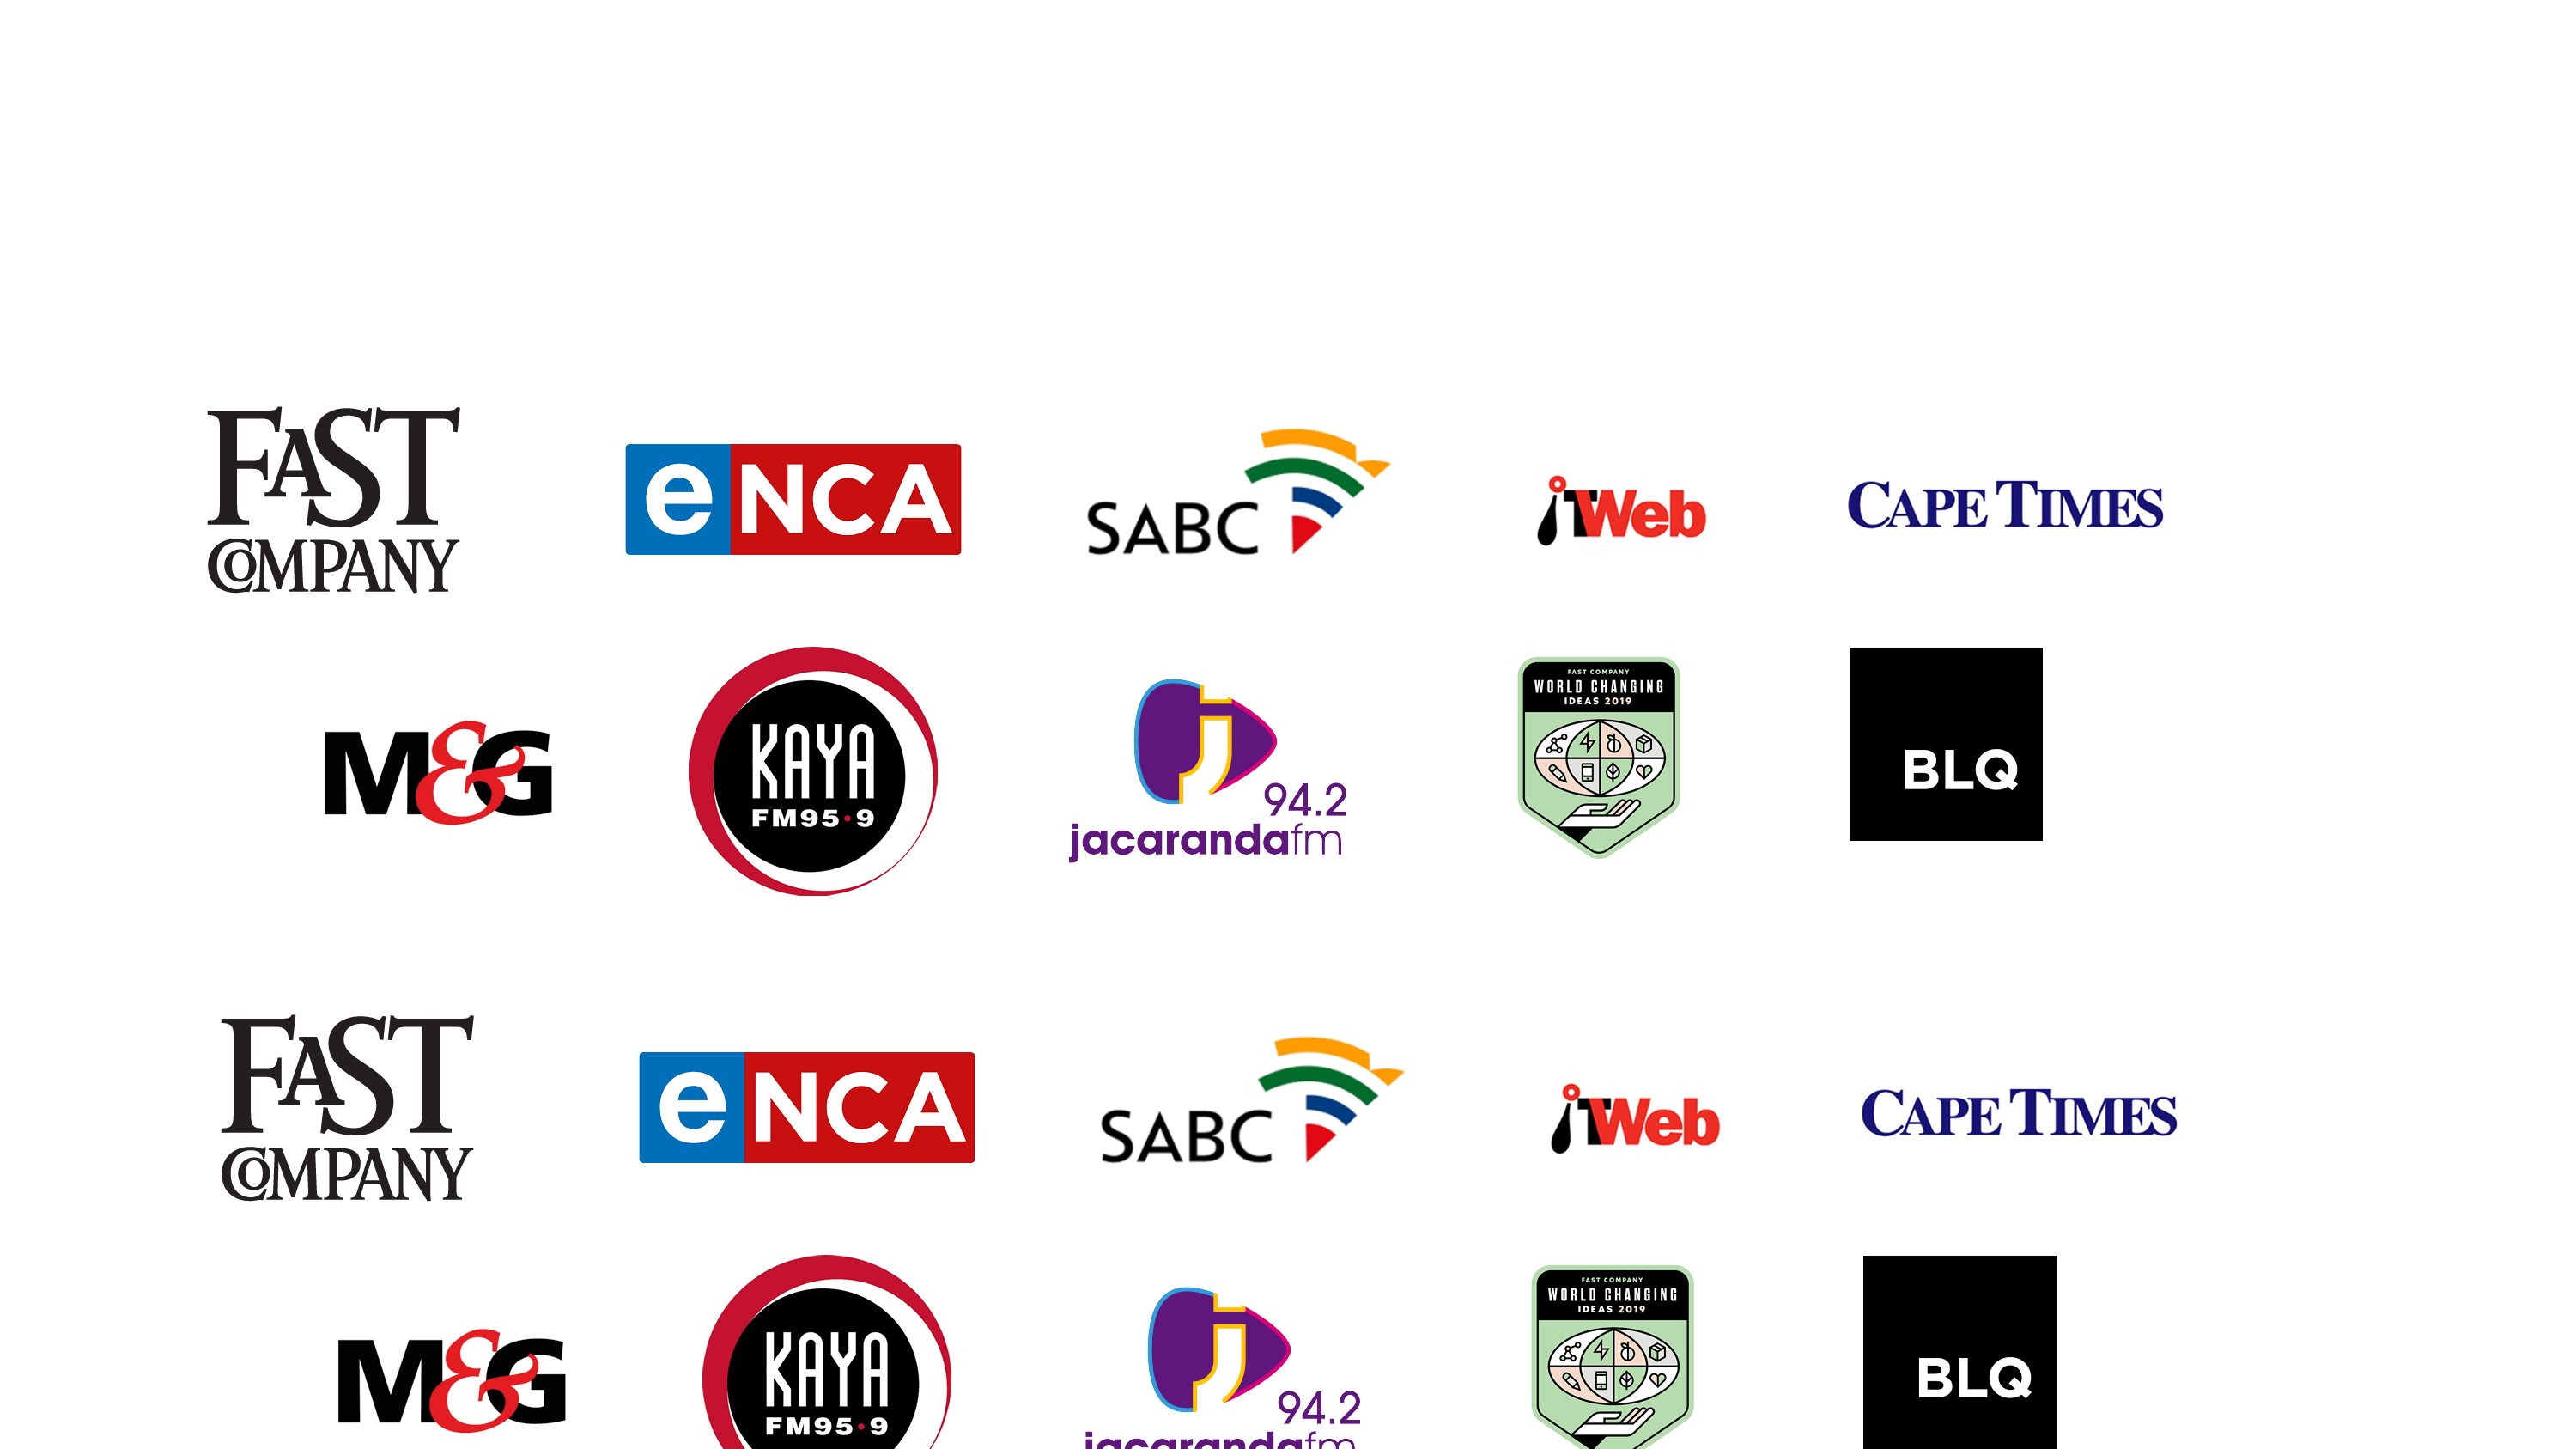 FAST COMPANY
eNCA
SABC
iTWeb
CAPE TIMES
M&G
KAYA
FM95•9
94.2
jacarandafm
FAST COMPANY
WORLD CHANGING
IDEAS 2019
BLQ
FAST COMPANY
eNCA
SABC
iTWeb
CAPE TIMES
M&G
KAYA
FM95•9
94.2
jacarandafm
FAST COMPANY
WORLD CHANGING
IDEAS 2019
BLQ